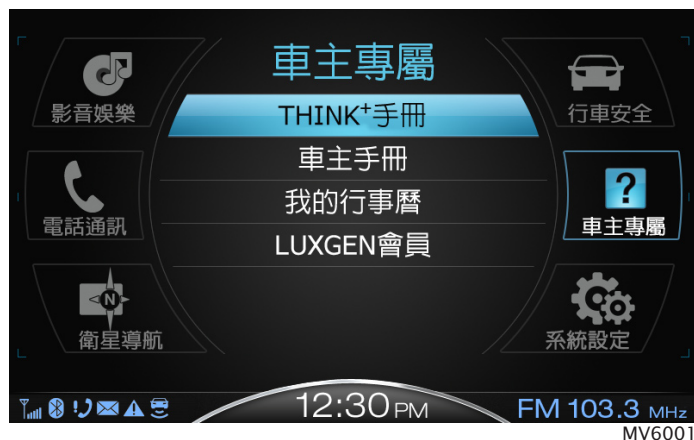 車主專屬
THINK+手冊
車主手冊
我的行事曆
LUXGEN會員
影音娛樂
電話通訊
衛星導航
行車安全
?
車主專屬
系統設定
N
12:30 PM
FM 103.3 MHz
MV6001